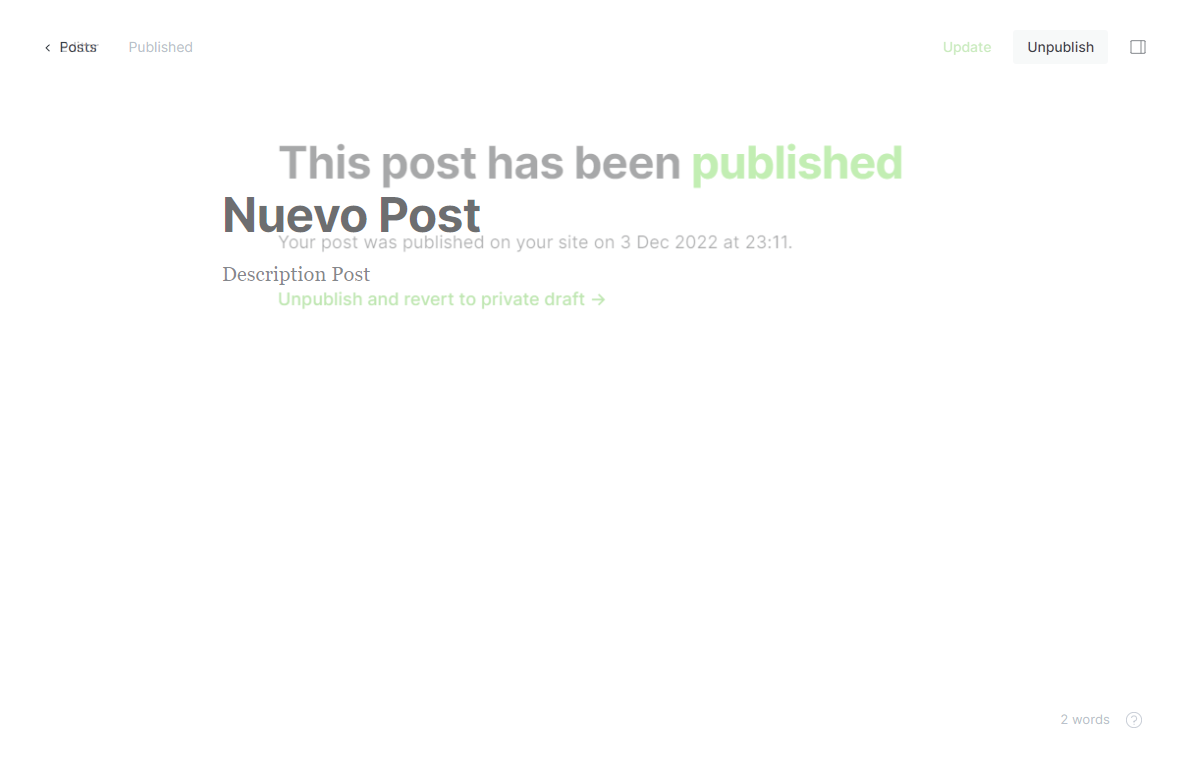 Posts
Published
Update
Unpublish
This post has been published
Nuevo Post
Your post was published on your site on 3 Dec 2022 at 23:11.
Description Post
Unpublish and revert to private draft →
2 words
?